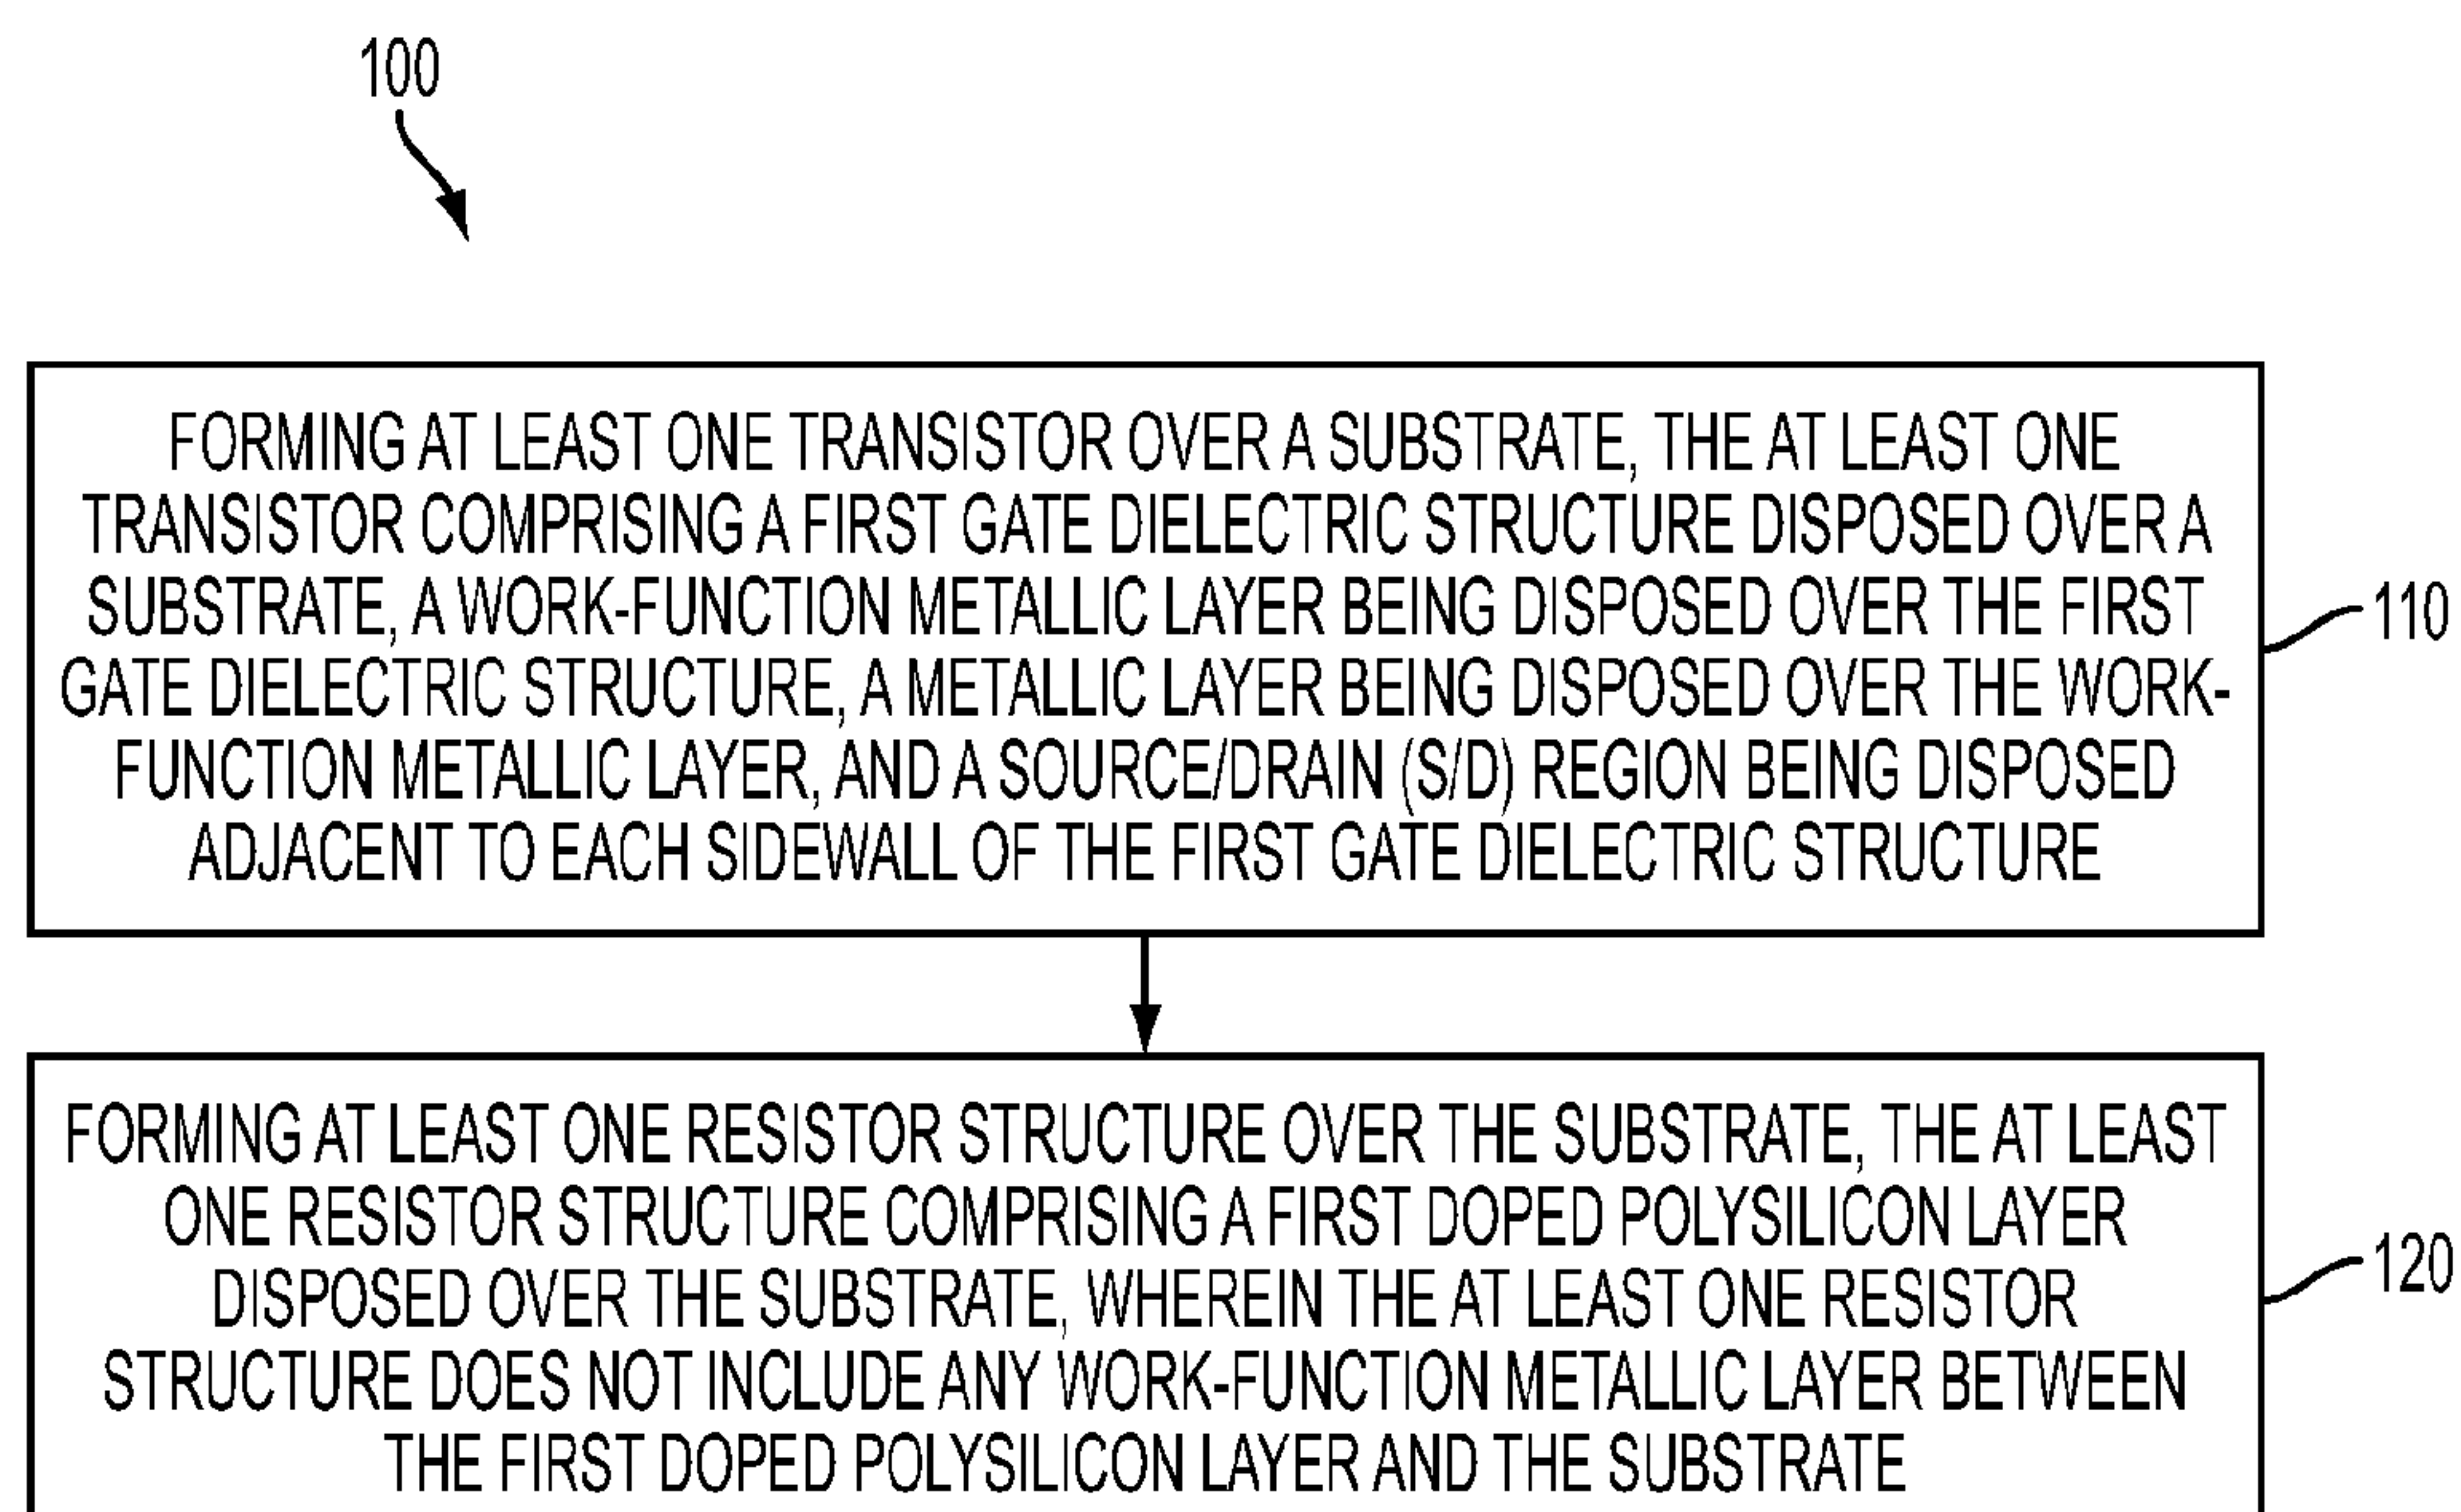 100
FORMING AT LEAST ONE TRANSISTOR OVER A SUBSTRATE, THE AT LEAST ONE
TRANSISTOR COMPRISING A FIRST GATE DIELECTRIC STRUCTURE DISPOSED OVER A
SUBSTRATE, A WORK-FUNCTION METALLIC LAYER BEING DISPOSED OVER THE FIRST
GATE DIELECTRIC STRUCTURE, A METALLIC LAYER BEING DISPOSED OVER THE WORK-
FUNCTION METALLIC LAYER, AND A SOURCE/DRAIN (S/D) REGION BEING DISPOSED
ADJACENT TO EACH SIDEWALL OF THE FIRST GATE DIELECTRIC STRUCTURE
110
FORMING AT LEAST ONE RESISTOR STRUCTURE OVER THE SUBSTRATE, THE AT LEAST
ONE RESISTOR STRUCTURE COMPRISING A FIRST DOPED POLYSILICON LAYER
DISPOSED OVER THE SUBSTRATE, WHEREIN THE AT LEAST ONE RESISTOR
STRUCTURE DOES NOT INCLUDE ANY WORK-FUNCTION METALLIC LAYER BETWEEN
THE FIRST DOPED POLYSILICON LAYER AND THE SUBSTRATE
120